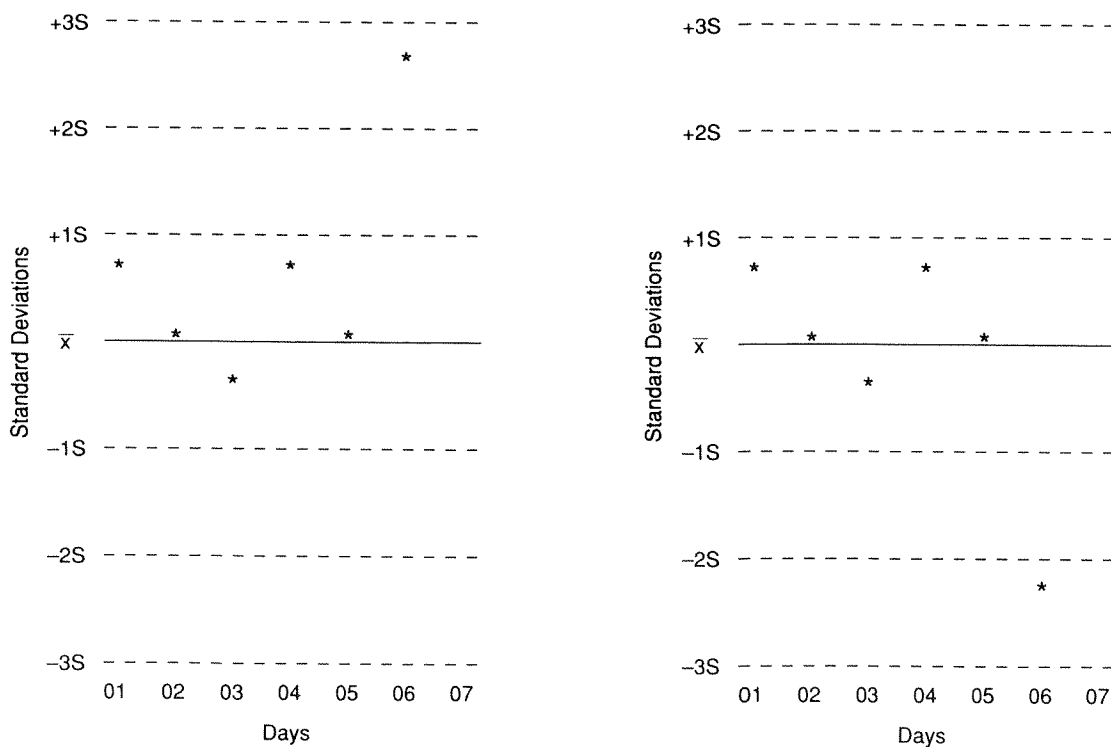 +3S
+2S
+1S
x̅
−1S
−2S
−3S
Standard Deviations
01 02 03 04 05 06 07
Days
+3S
+2S
+1S
x̅
−1S
−2S
−3S
Standard Deviations
01 02 03 04 05 06 07
Days